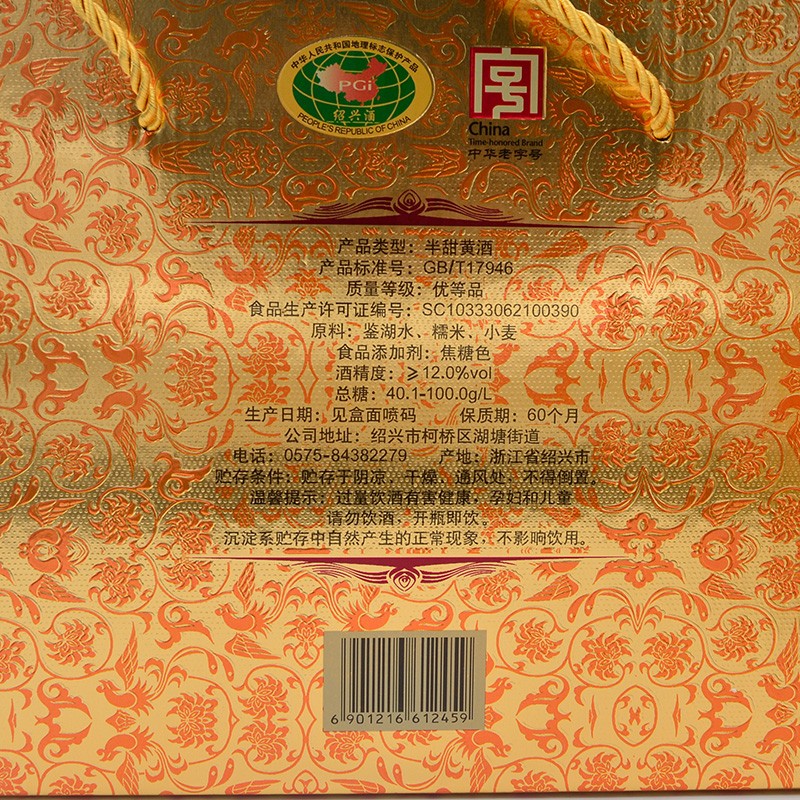 中华人民共和国地理标志保护产品
PGI
绍兴酒
PEOPLE'S REPUBLIC OF CHINA
China
Time-honored Brand
中华老字号
产品类型：半甜黄酒
产品标准号：GB/T17946
质量等级：优等品
食品生产许可证编号：SC10333062100390
原料：鉴湖水、糯米、小麦
食品添加剂：焦糖色
酒精度：≥12.0%vol
总糖：40.1-100.0g/L
生产日期：见盒面喷码 保质期：60个月
公司地址：绍兴市柯桥区湖塘街道
电话：0575-84382279 产地：浙江省绍兴市
贮存条件：贮存于阴凉、干燥、通风处，不得倒置。
温馨提示：过量饮酒有害健康，孕妇和儿童
请勿饮酒，开瓶即饮。
沉淀系贮存中自然产生的正常现象，不影响饮用。
6 901216 612459